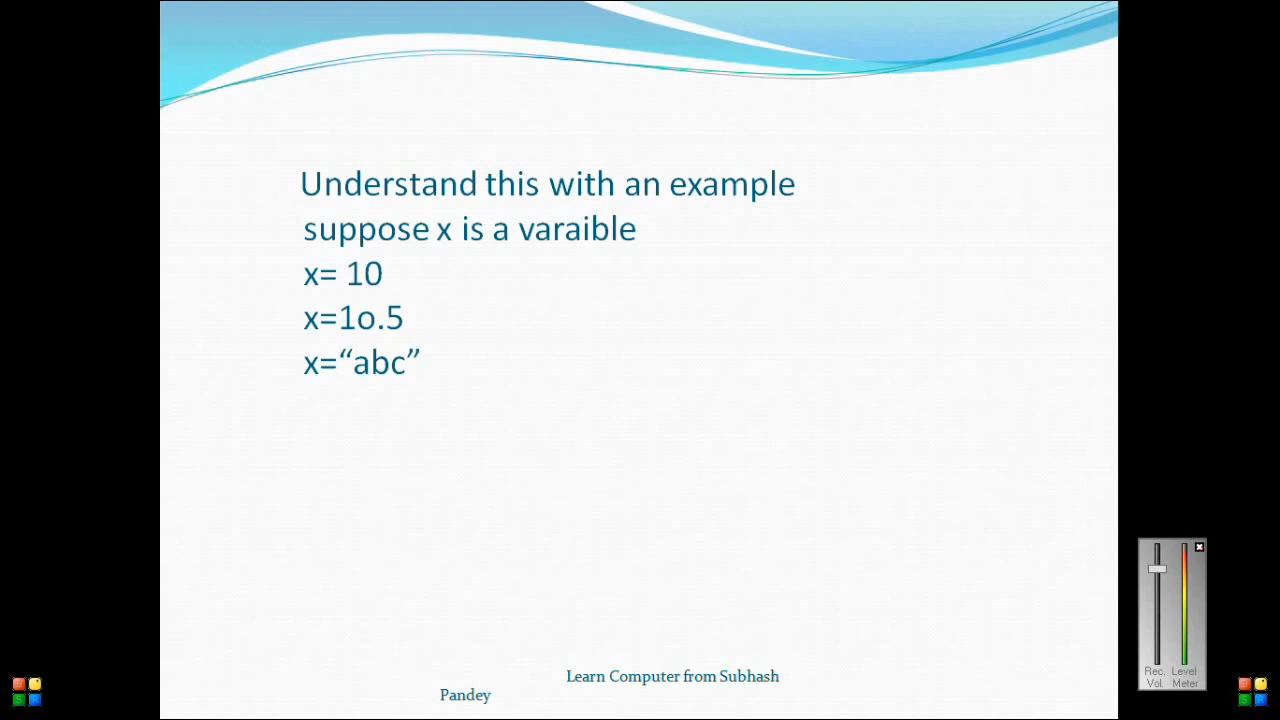 Understand this with an example
suppose x is a varaible
x= 10
x=1o.5
x=“abc”
Learn Computer from Subhash
Pandey
Rec. Level
Vol. Meter